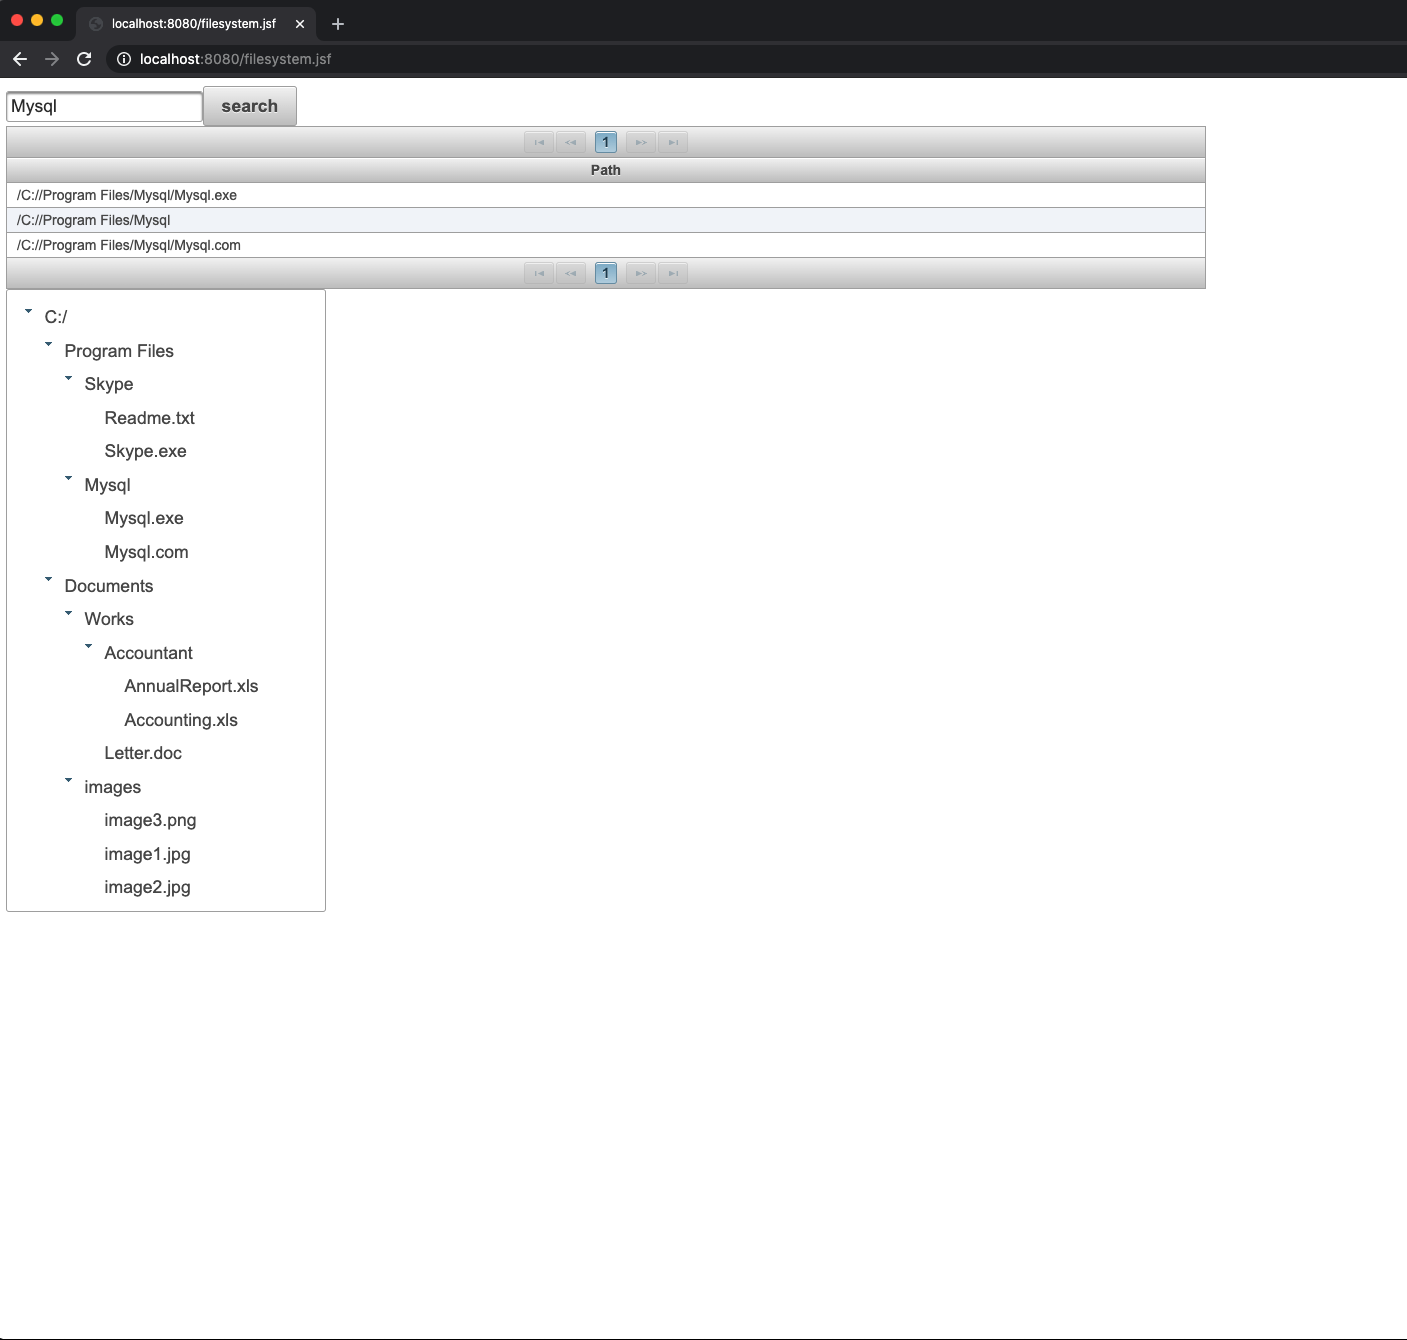 localhost:8080/filesystem.jsf
localhost:8080/filesystem.jsf
Mysql search
1
Path
/C://Program Files/Mysql/Mysql.exe
/C://Program Files/Mysql
/C://Program Files/Mysql/Mysql.com
1
C:/
Program Files
Skype
Readme.txt
Skype.exe
Mysql
Mysql.exe
Mysql.com
Documents
Works
Accountant
AnnualReport.xls
Accounting.xls
Letter.doc
images
image3.png
image1.jpg
image2.jpg